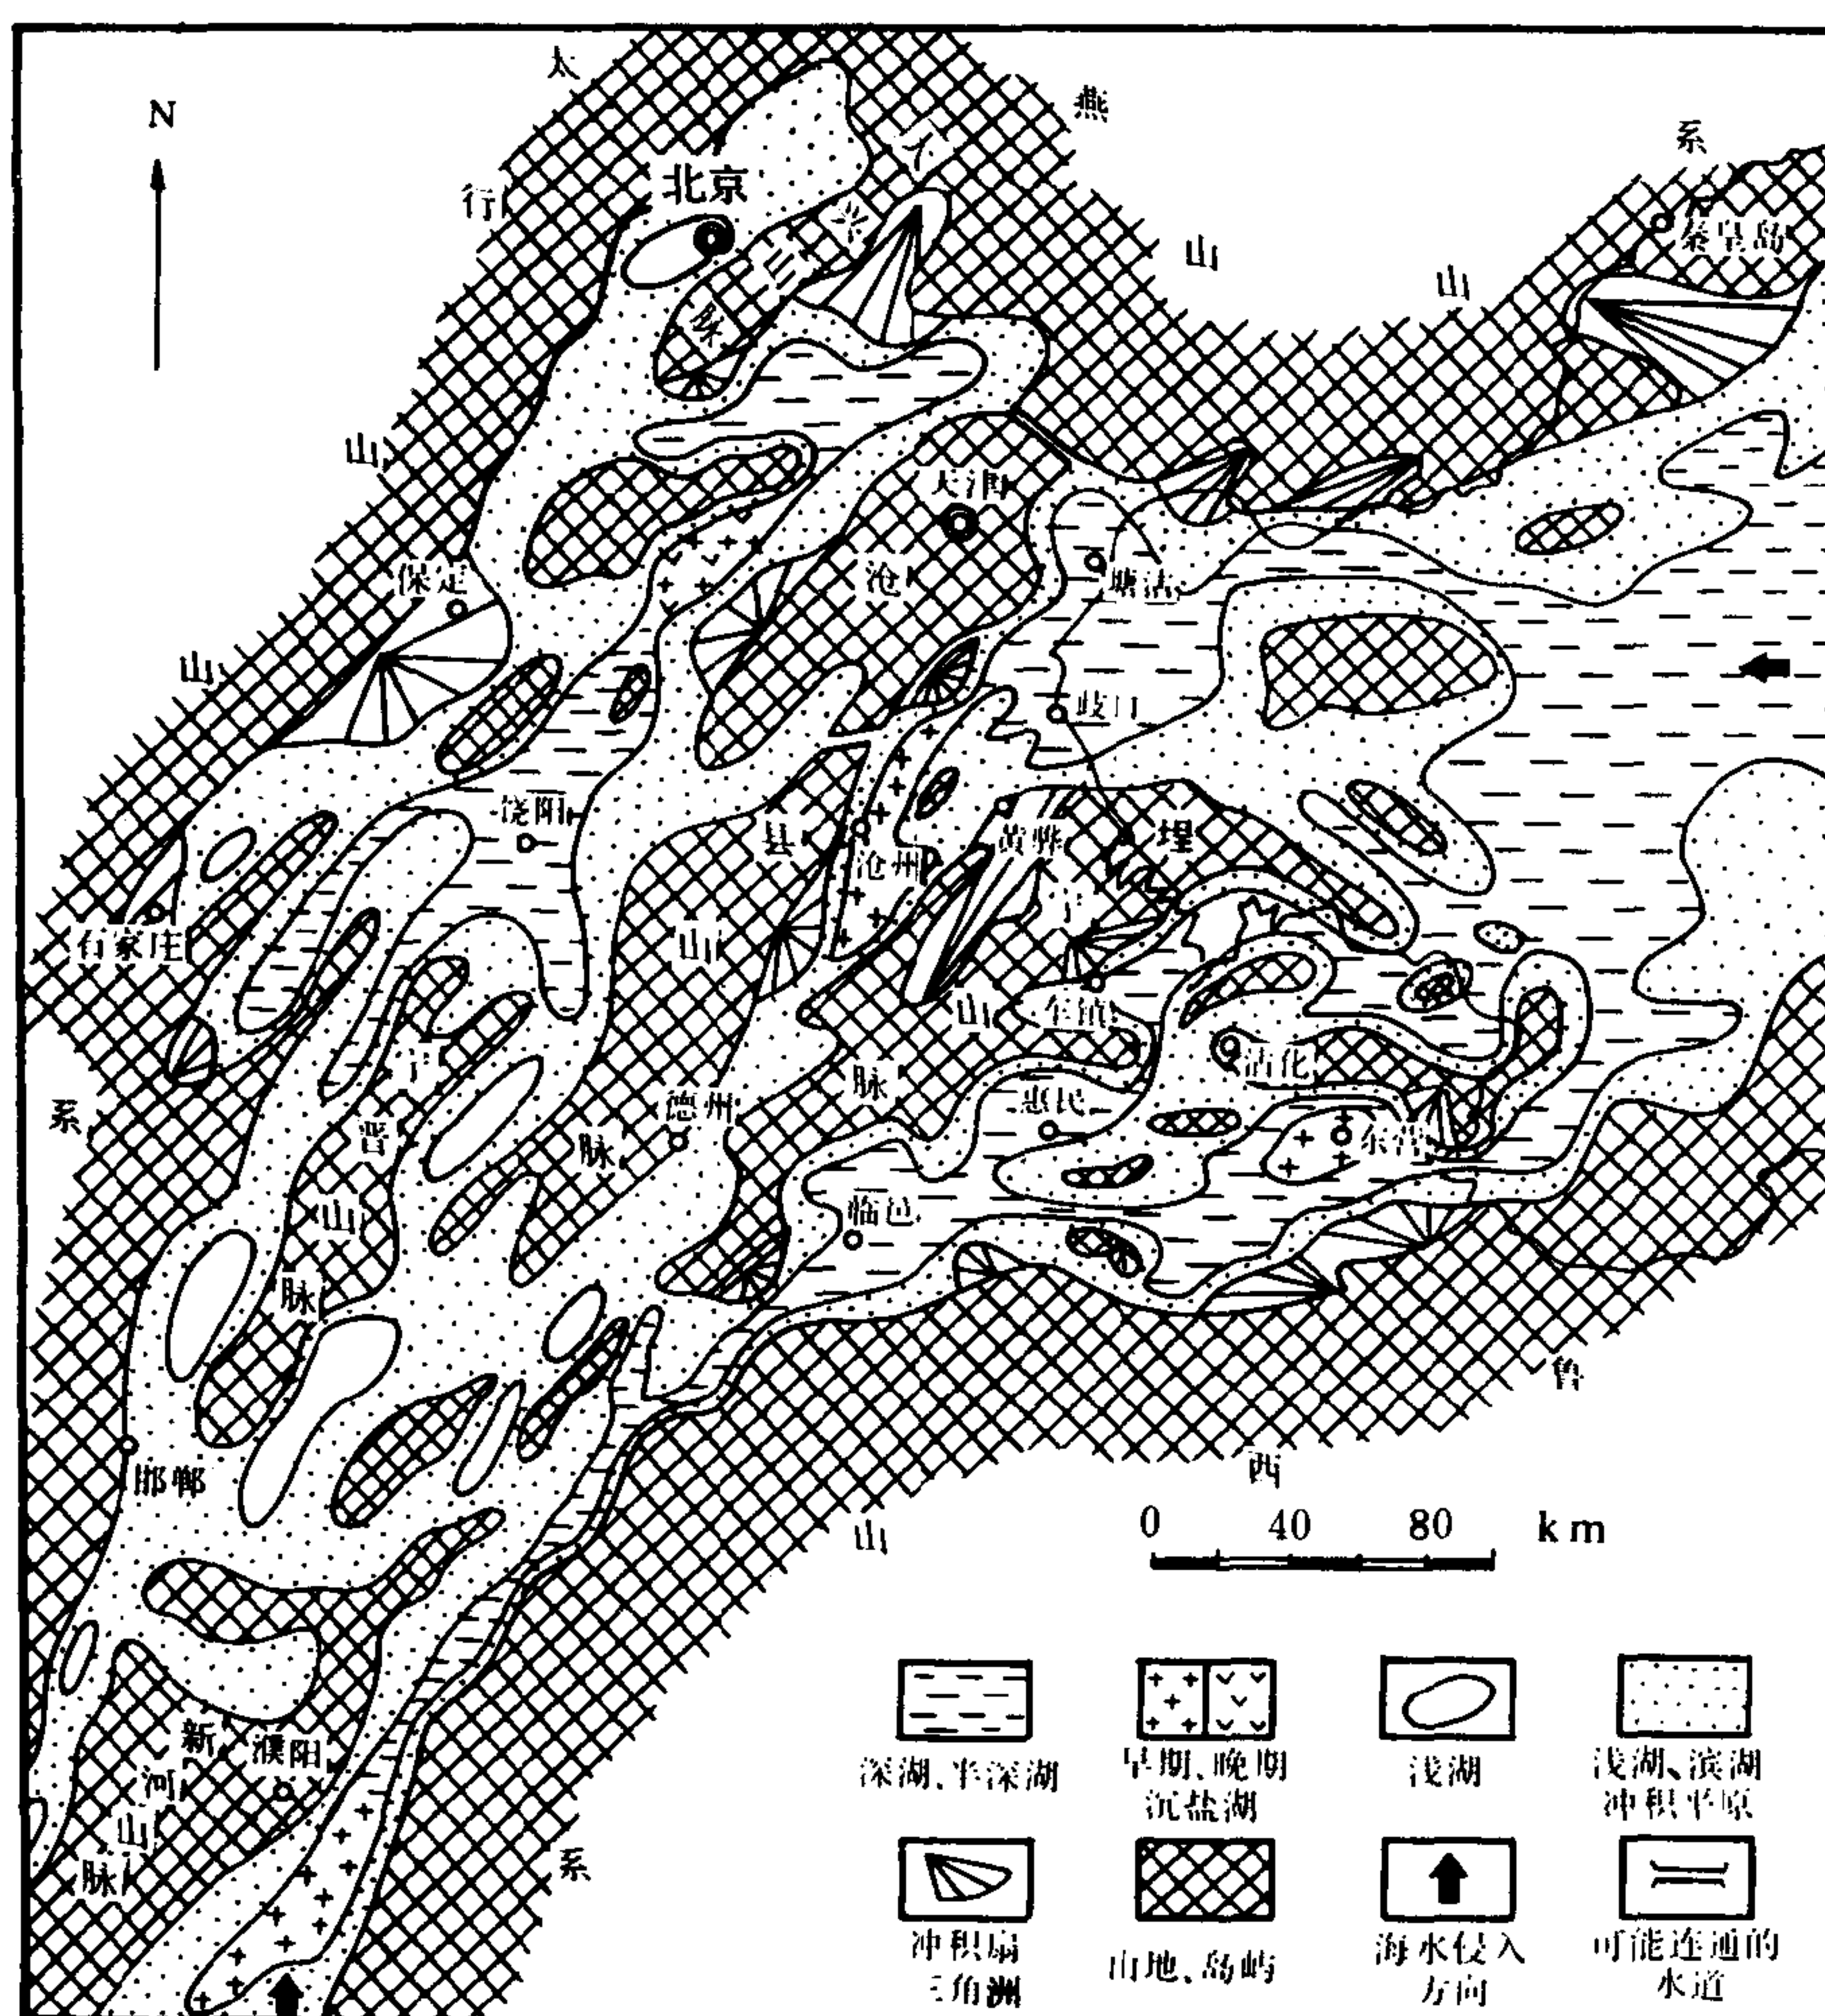 太
燕
系
N
行
北京
秦皇岛
山
山
山
天津
沧
保定
塘沽
山
歧口
饶阳
县
沧州
黄骅
埕
宁
石家庄
山
山
车镇
宁
沾化
脉
系
德州
惠民
晋
脉
东营
山
临邑
脉
鲁
邯郸
西
山
0 40 80 km
新
濮阳
河
山
脉
系
深湖、半深湖
早期、晚期
沉盐湖
浅湖
浅湖、滨湖
冲积平原
冲积扇
三角洲
山地、岛屿
海水侵入
方向
可能连通的
水道